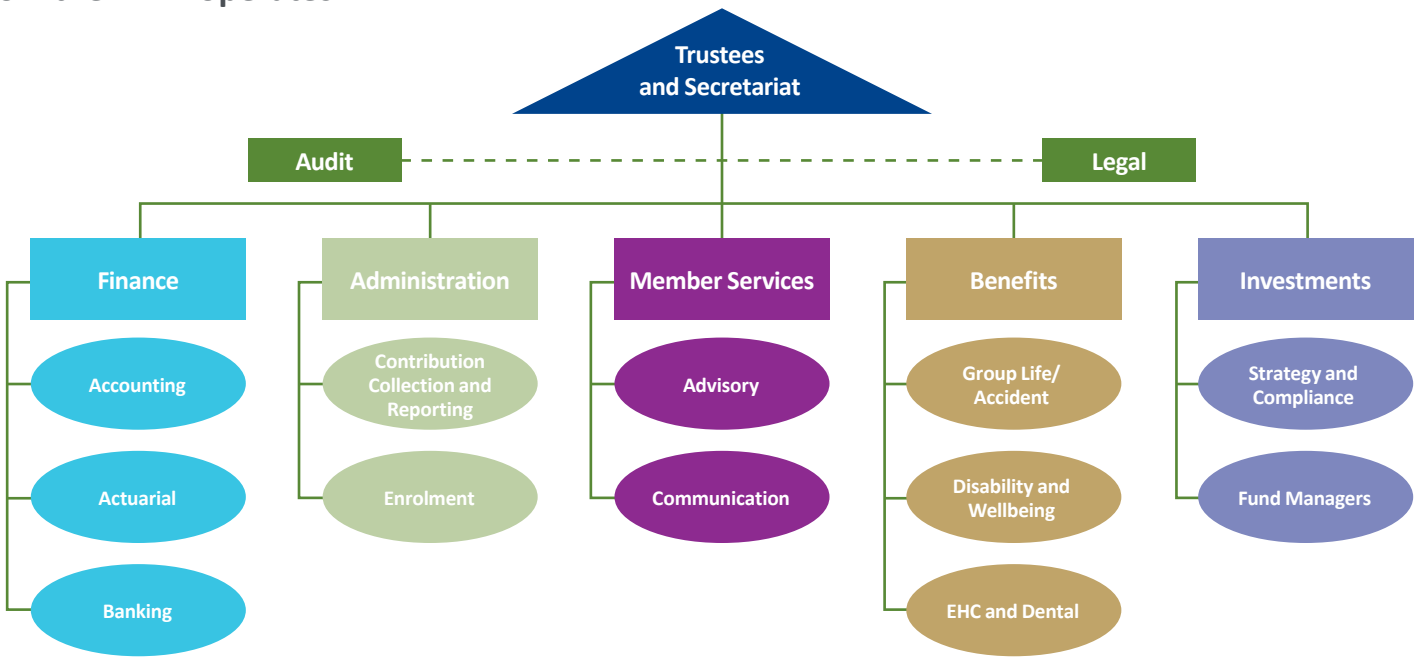 Trustees
and Secretariat
Audit
Legal
Finance
Administration
Member Services
Benefits
Investments
Accounting
Contribution
Collection and
Reporting
Advisory
Group Life/
Accident
Strategy and
Compliance
Actuarial
Enrolment
Communication
Disability and
Wellbeing
Fund Managers
Banking
EHC and Dental